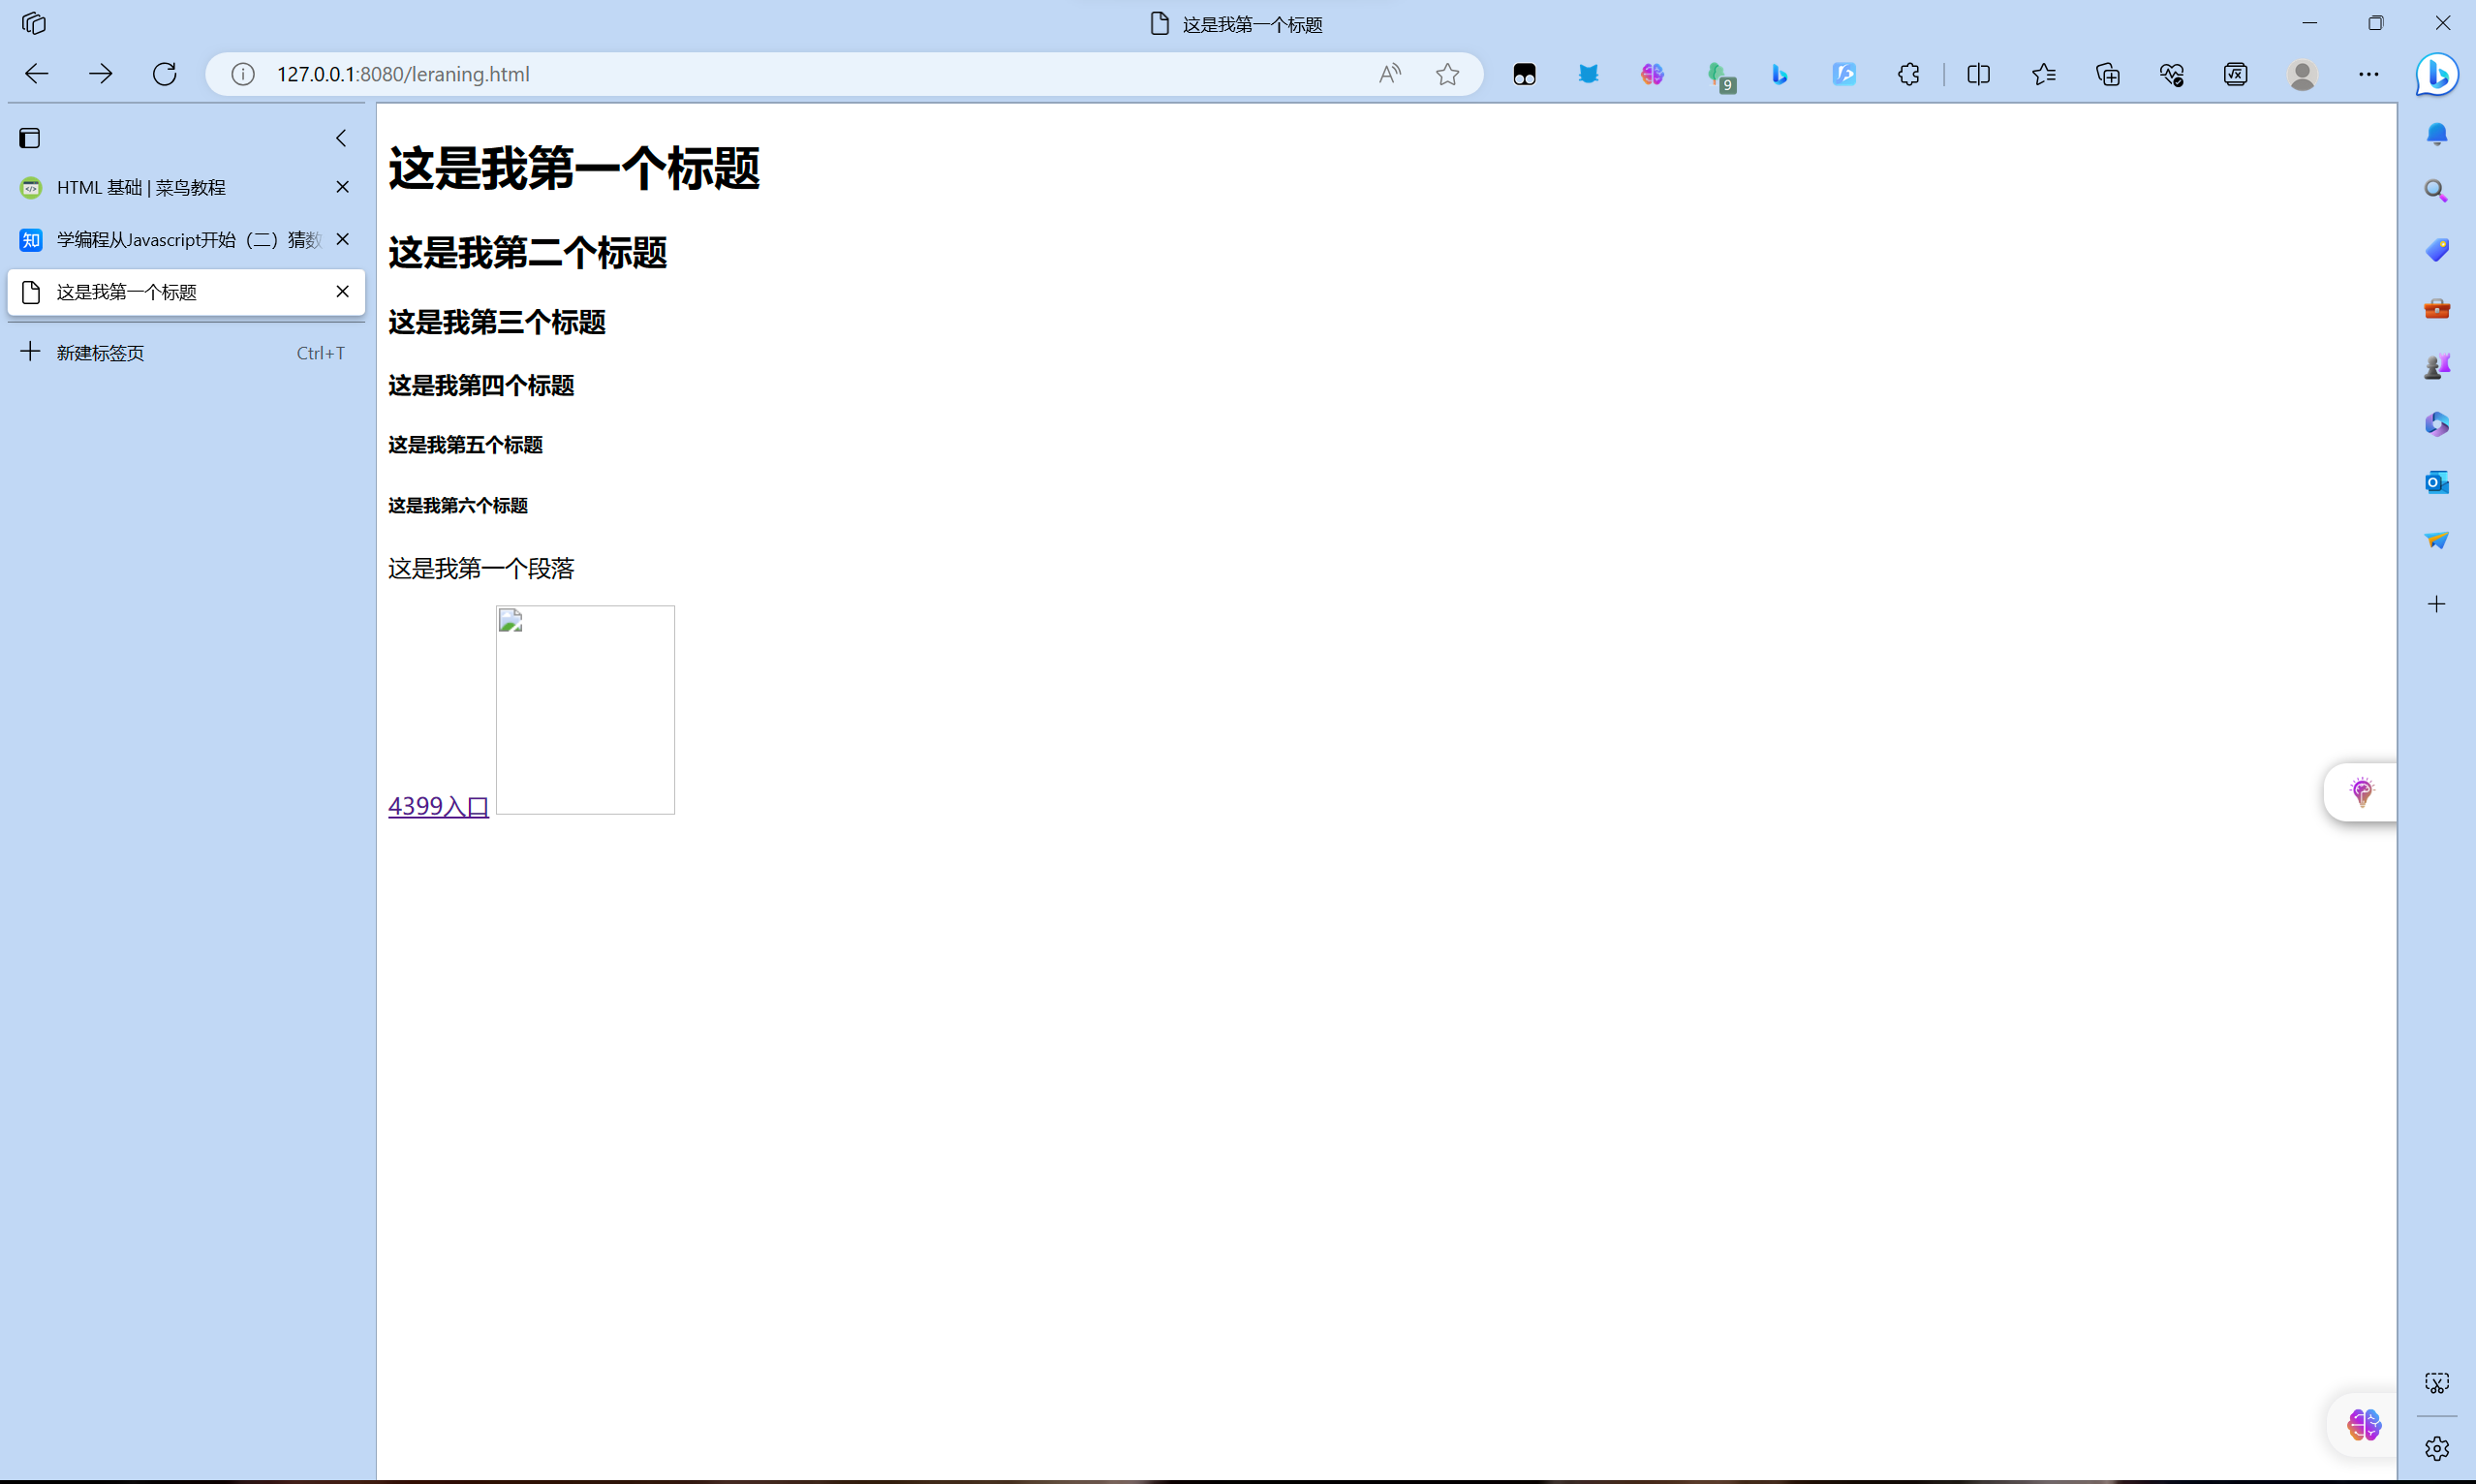 这是我第一个标题
127.0.0.1:8080/leraning.html
9
HTML 基础 | 菜鸟教程
知 学编程从Javascript开始（二）猜数
这是我第一个标题
新建标签页 Ctrl+T
这是我第一个标题
这是我第二个标题
这是我第三个标题
这是我第四个标题
这是我第五个标题
这是我第六个标题
这是我第一个段落
4399入口